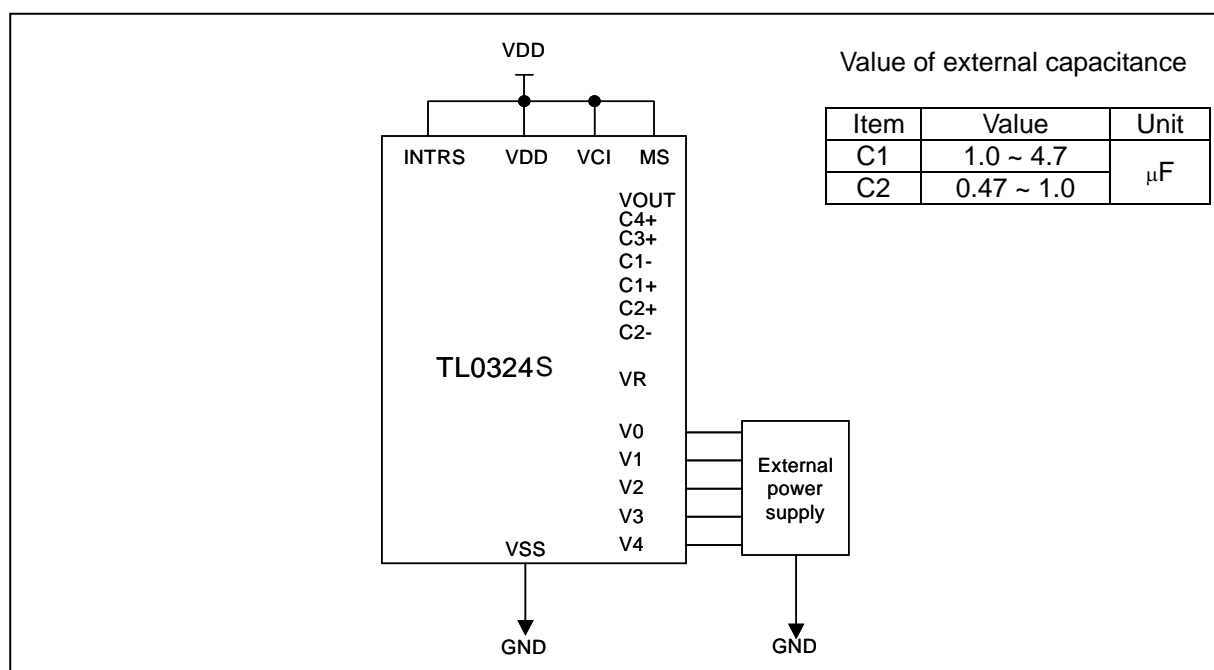 VDD
Value of external capacitance
Item Value Unit
C1 1.0 ~ 4.7 μF
C2 0.47 ~ 1.0
INTRS VDD VCI MS
VOUT
C4+
C3+
C1-
C1+
C2+
C2-
TL0324S
VR
V0
V1
V2
V3
V4
External
power
supply
VSS
GND
GND